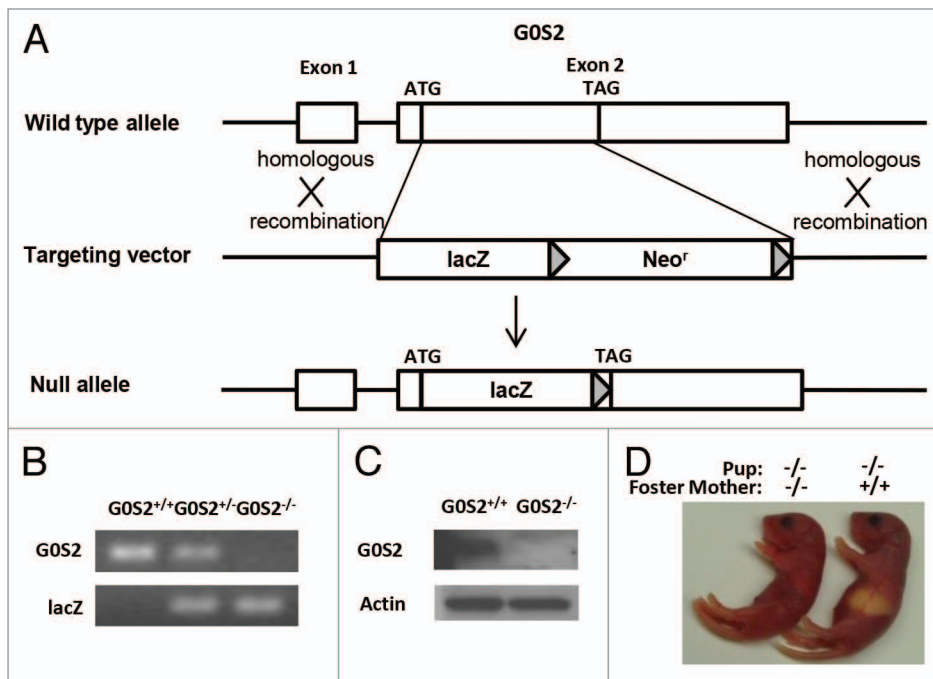 A
G0S2
Exon 1
Exon 2
ATG
TAG
Wild type allele
homologous
recombination
homologous
recombination
Targeting vector
lacZ
Neoʳ
ATG
TAG
Null allele
lacZ
B
G0S2+/+ G0S2+/- G0S2-/-
G0S2
lacZ
C
G0S2+/+ G0S2-/-
G0S2
Actin
D
Pup: -/- -/-
Foster Mother: -/- +/+